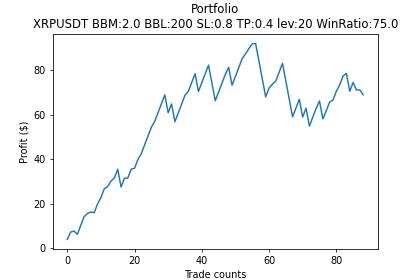 Portfolio
XRPUSDT BBM:2.0 BBL:200 SL:0.8 TP:0.4 lev:20 WinRatio:75.0
80
60
40
20
0
Profit ($)
0 20 40 60 80
Trade counts